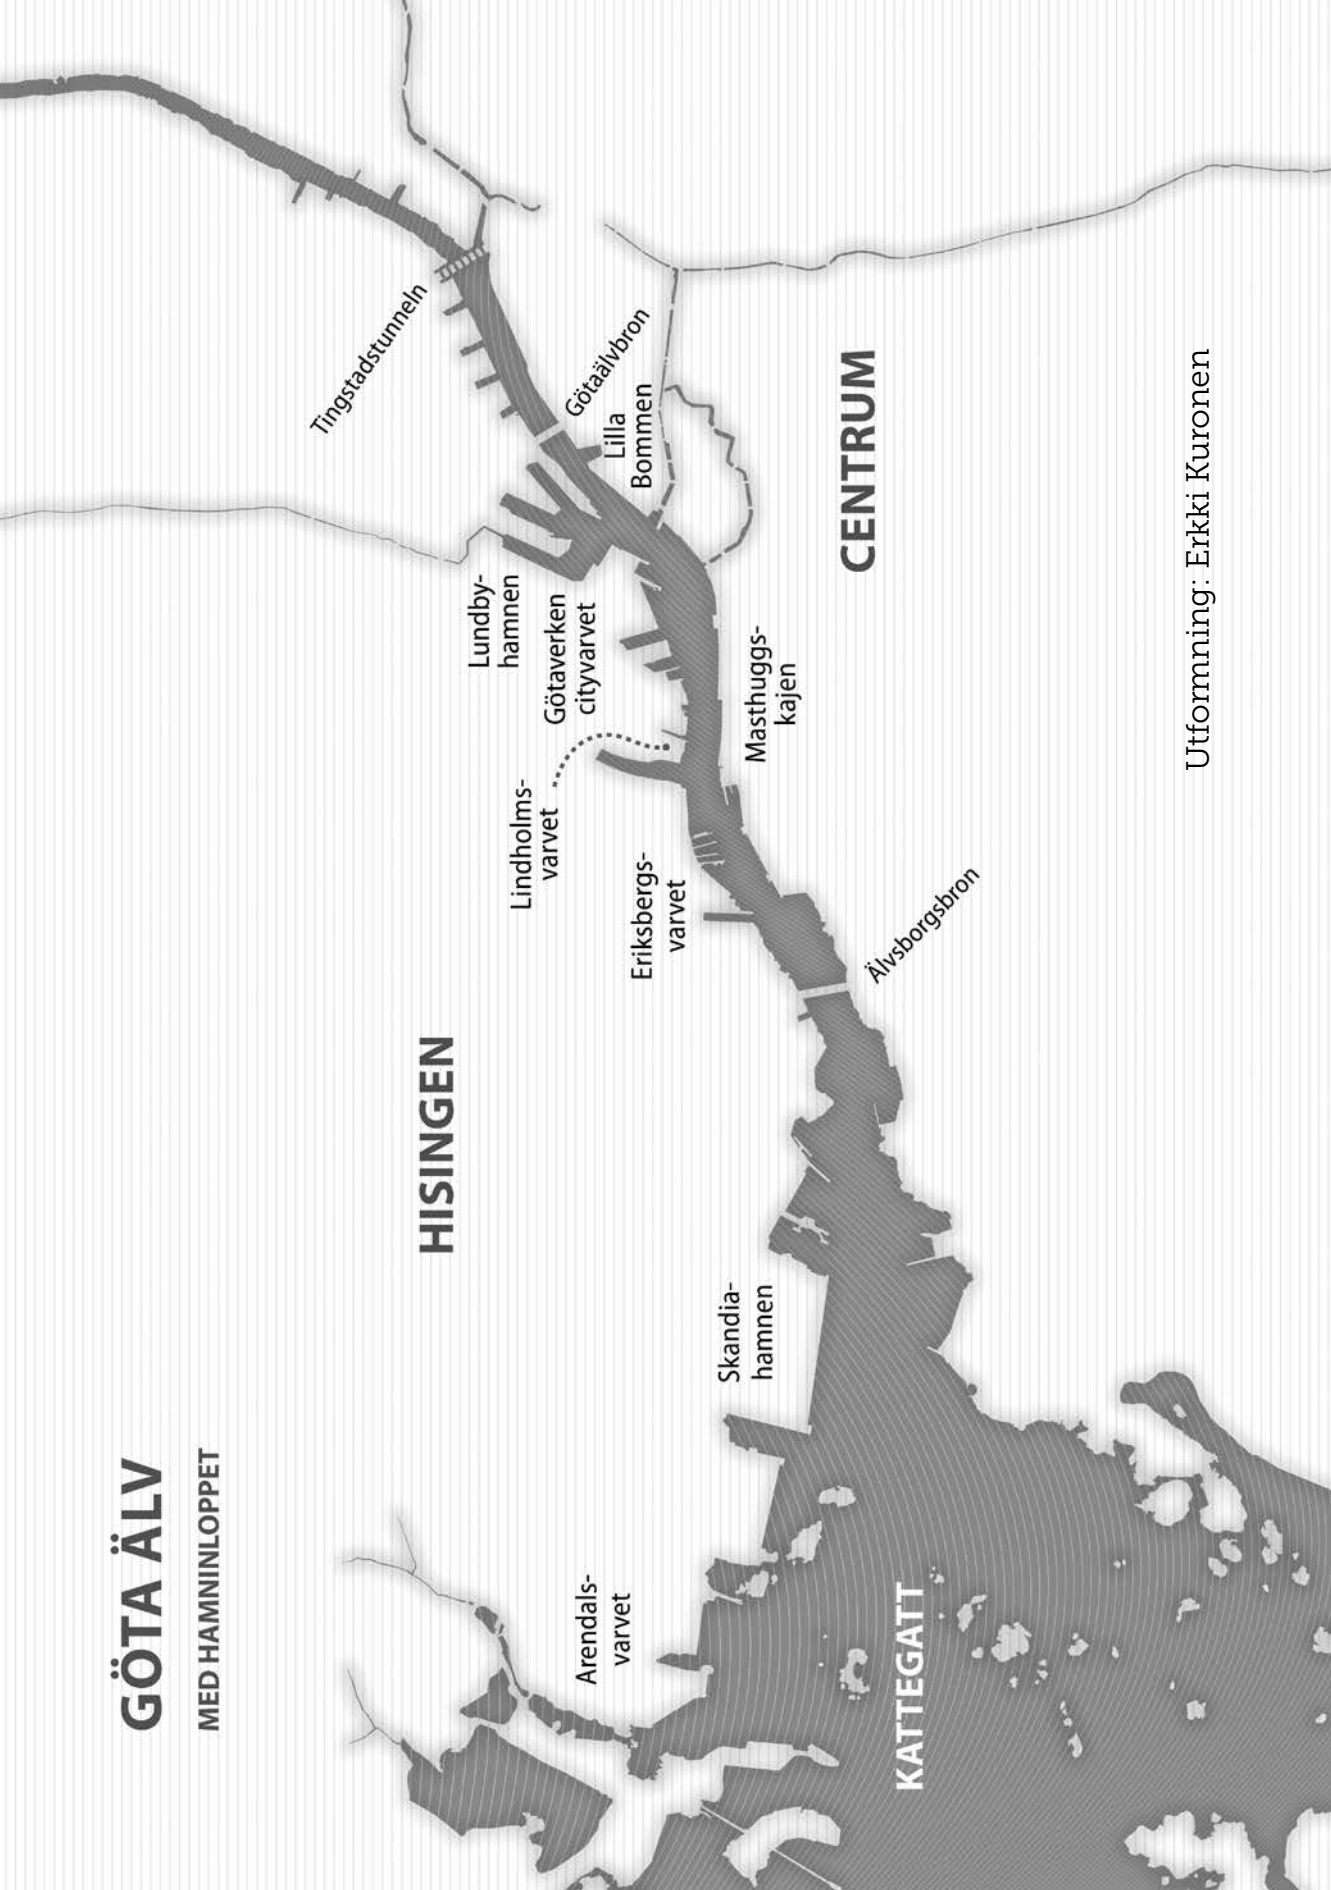 GÖTA ÄLV
MED HAMNINLOPPET
HISINGEN
Tingstadstunneln
Lundby-
hamnen
Götaverken
cityvarvet
Lindholms-
varvet
Götaälvbron
Lilla
Bommen
Eriksbergs-
varvet
Arendals-
varvet
Skandia-
hamnen
Masthuggs-
kajen
CENTRUM
Älvsborgsbron
KATTEGATT
Utformning: Erkki Kuronen